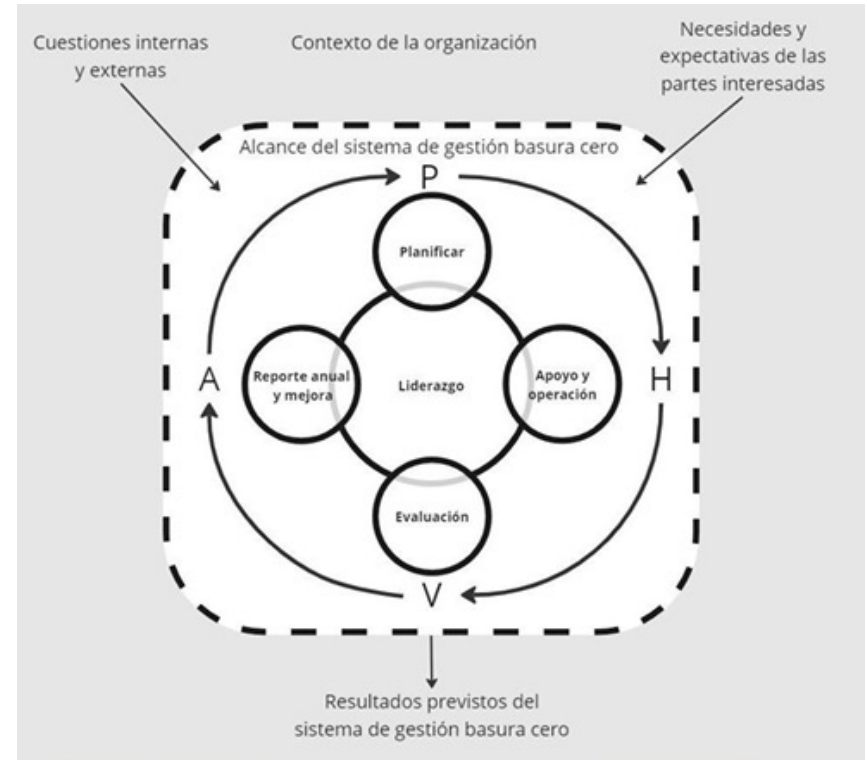 Cuestiones internas
y externas
Contexto de la organización
Necesidades y
expectativas de las
partes interesadas
Alcance del sistema de gestión basura cero
P
Planificar
A
Reporte anual
y mejora
Liderazgo
Apoyo y
operación
H
Evaluación
V
Resultados previstos del
sistema de gestión basura cero